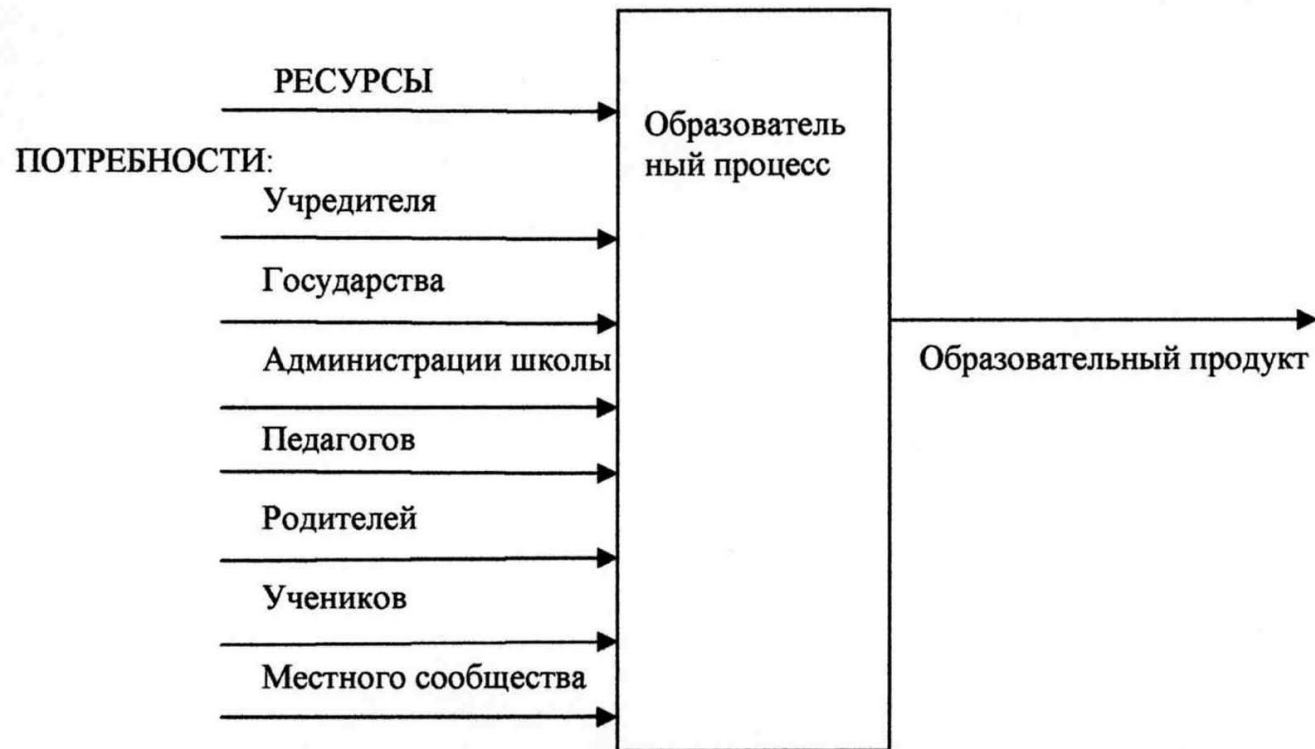 РЕСУРСЫ
ПОТРЕБНОСТИ:
Учредителя
Государства
Администрации школы
Педагогов
Родителей
Учеников
Местного сообщества
Образователь
ный процесс
Образовательный продукт